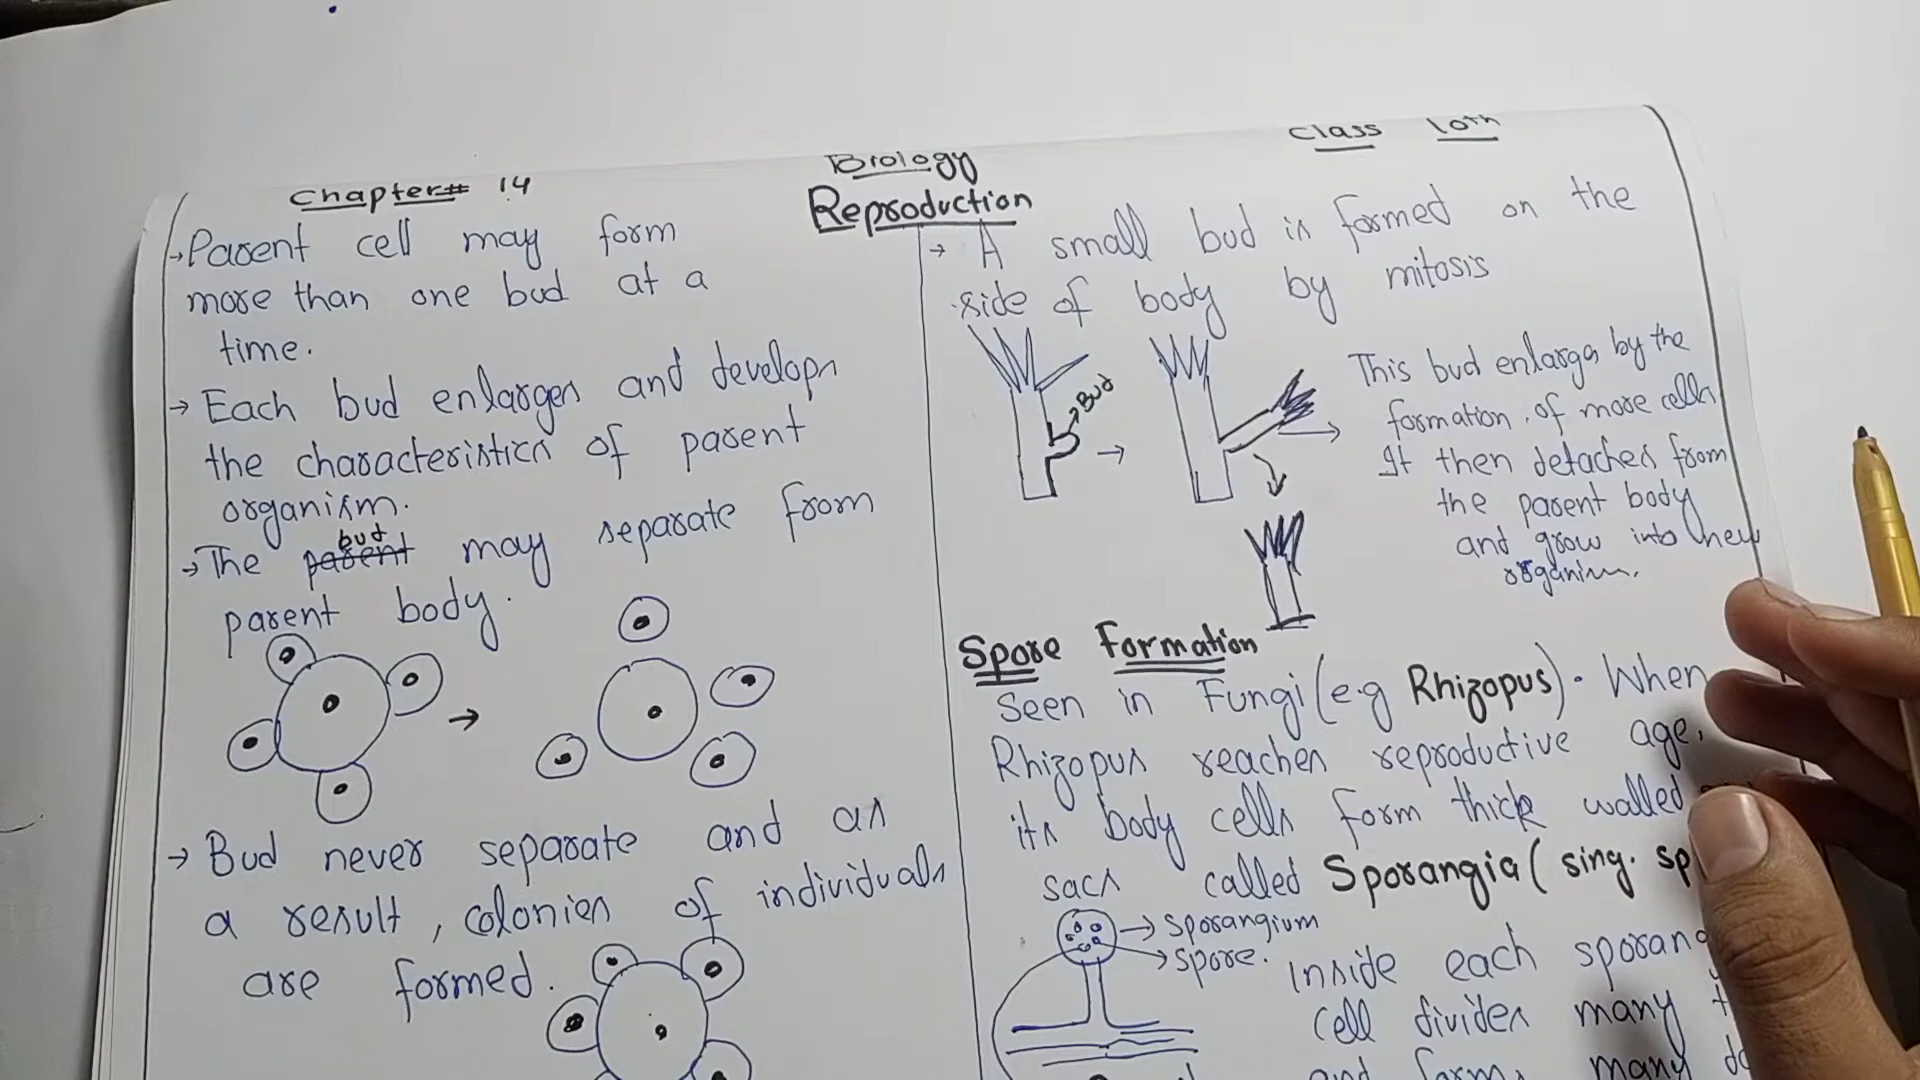 Chapter# 14
Biology
Class 10th
Reproduction
→ Parent cell may form
more than one bud at a
time.
→ Each bud enlarges and develops
the characteristics of parent
organism.
bud
→ The parent may separate from
parent body.
→ Bud never separate and as
a result, colonies of individuals
are formed.
→ A small bud is formed on the
side of body by mitosis
→ Bud
This bud enlarges by the
formation of more cells
It then detaches from
the parent body
and grow into new
organism.
Spore Formation
Seen in Fungi (e.g Rhizopus). When
Rhizopus reaches reproductive age,
its body cells form thick walled
sacs called Sporangia ( sing.
→ Sporangium
→ Spore.
Inside each
cell divides many
and forms many